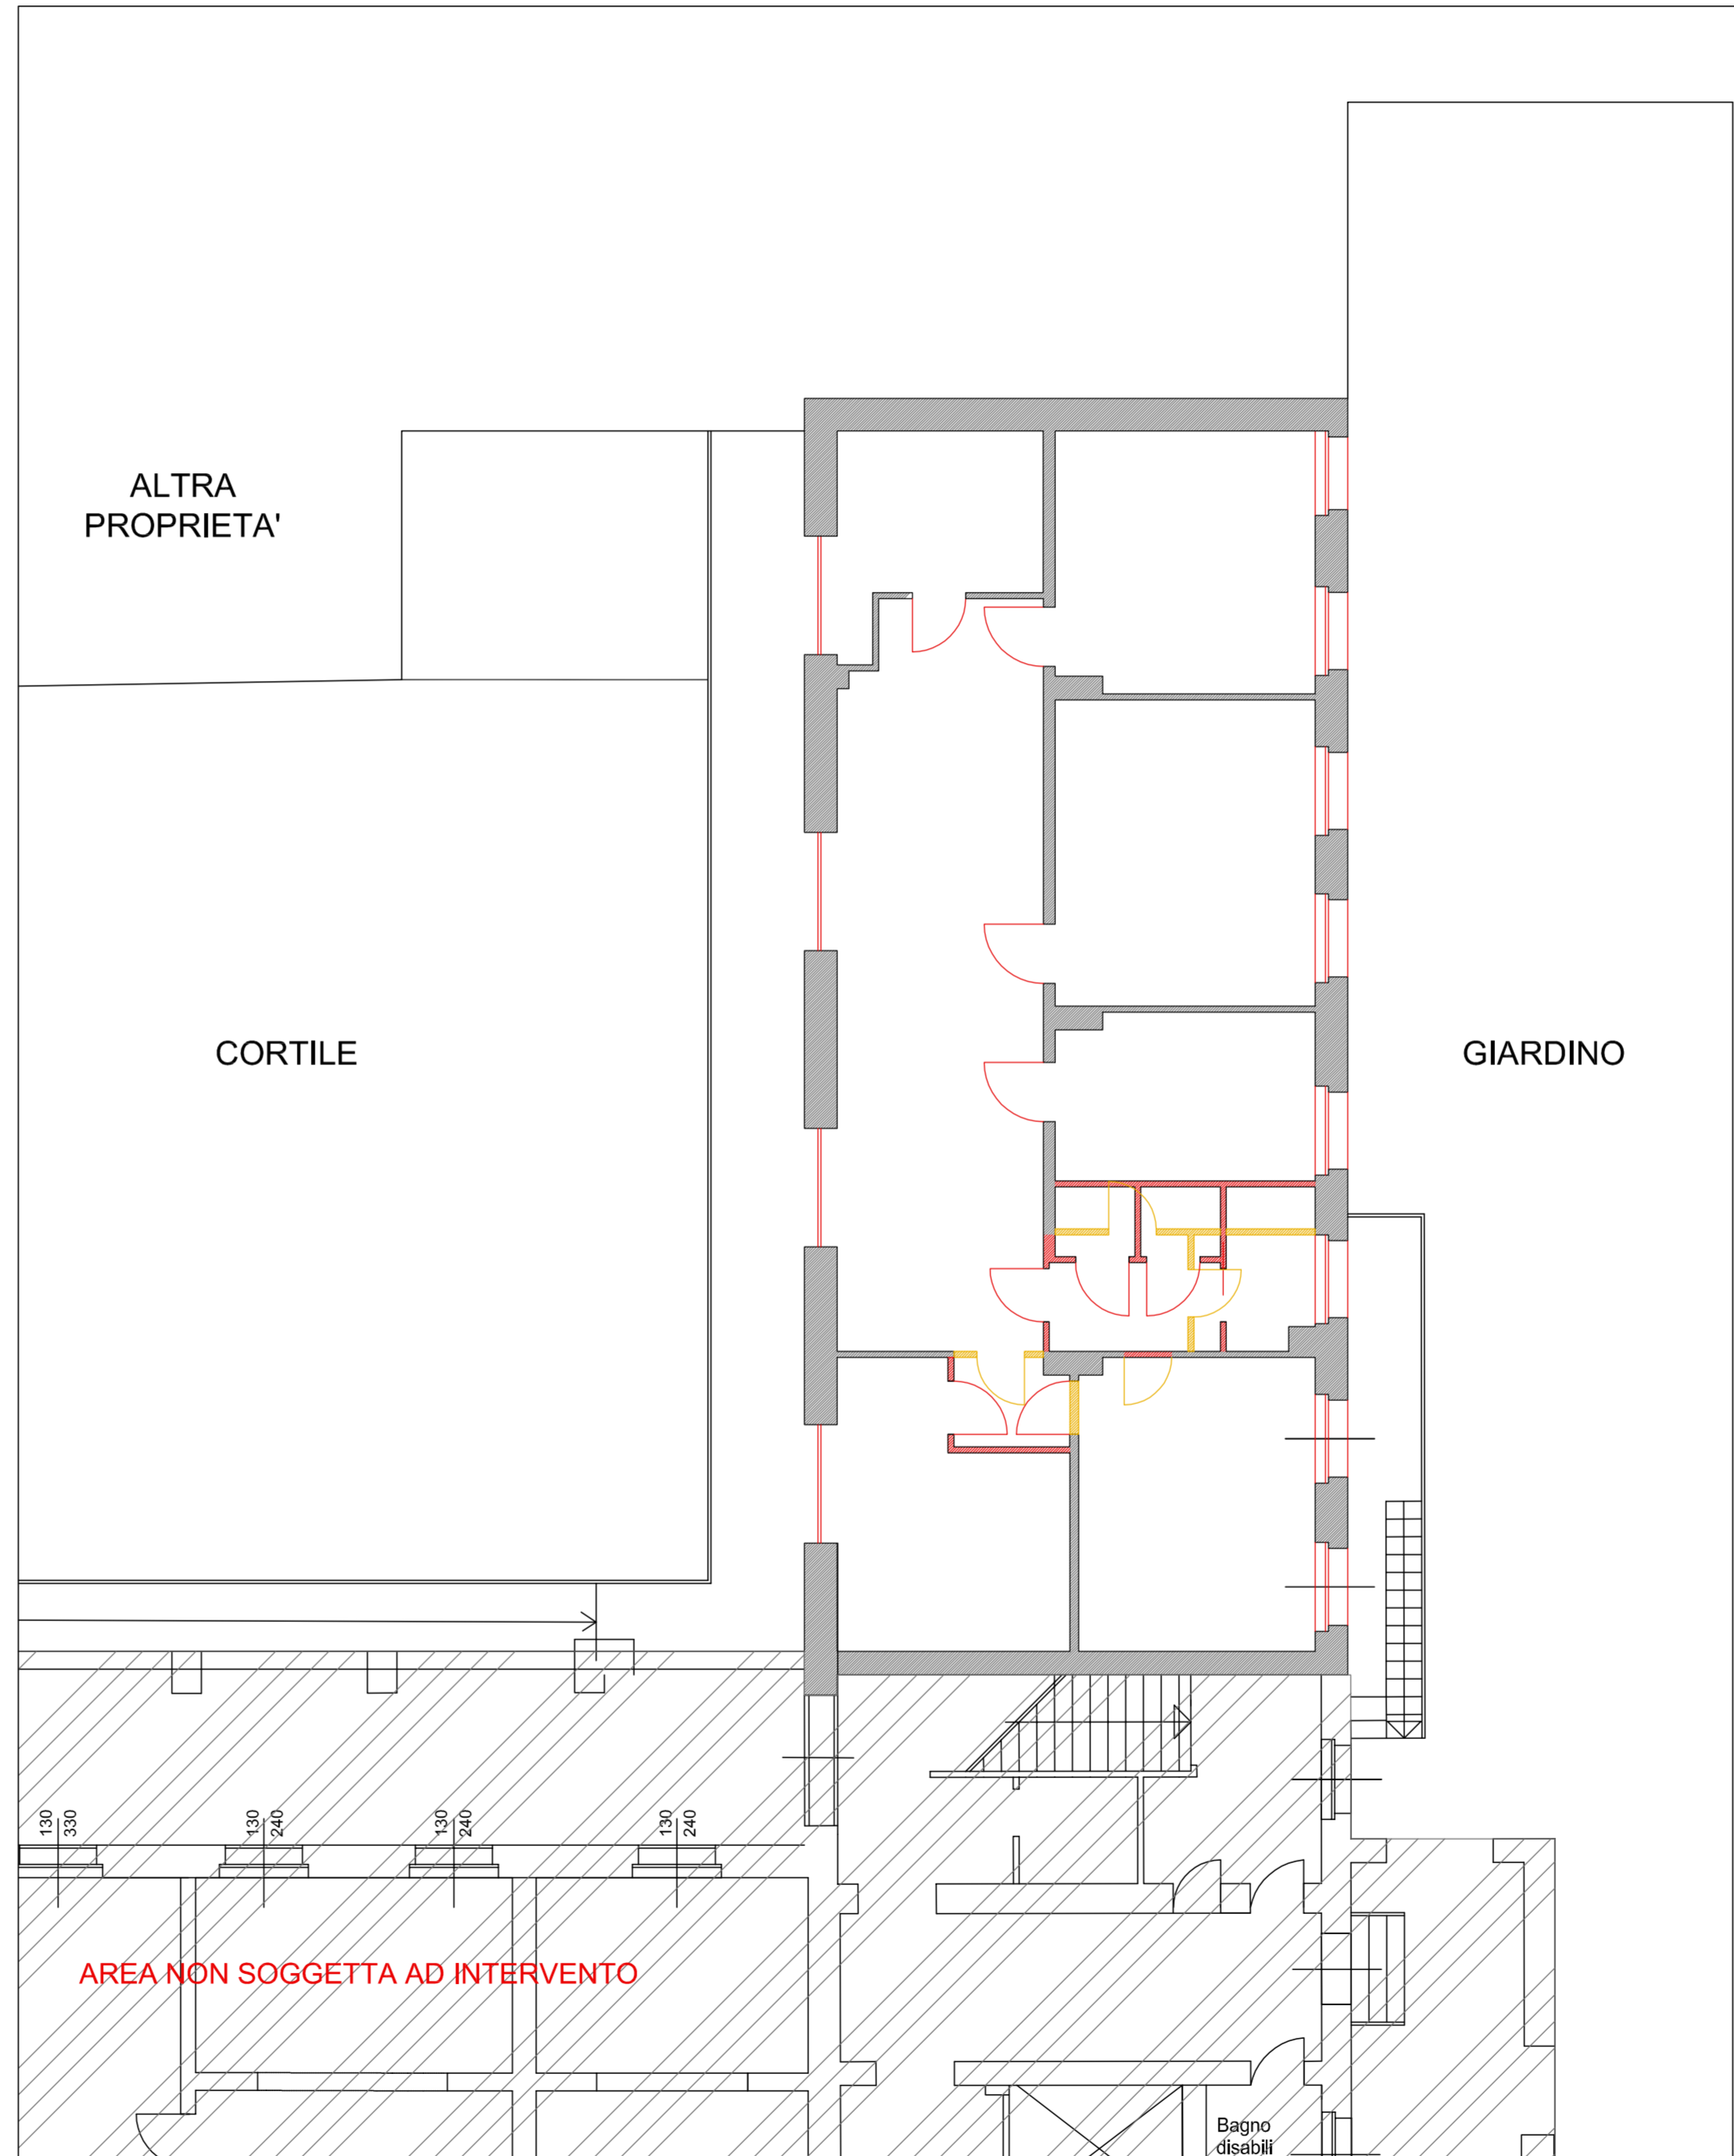 ALTRA
PROPRIETA'
CORTILE
GIARDINO
130
330
130
240
130
240
130
240
AREA NON SOGGETTA AD INTERVENTO
Bagno
disabili